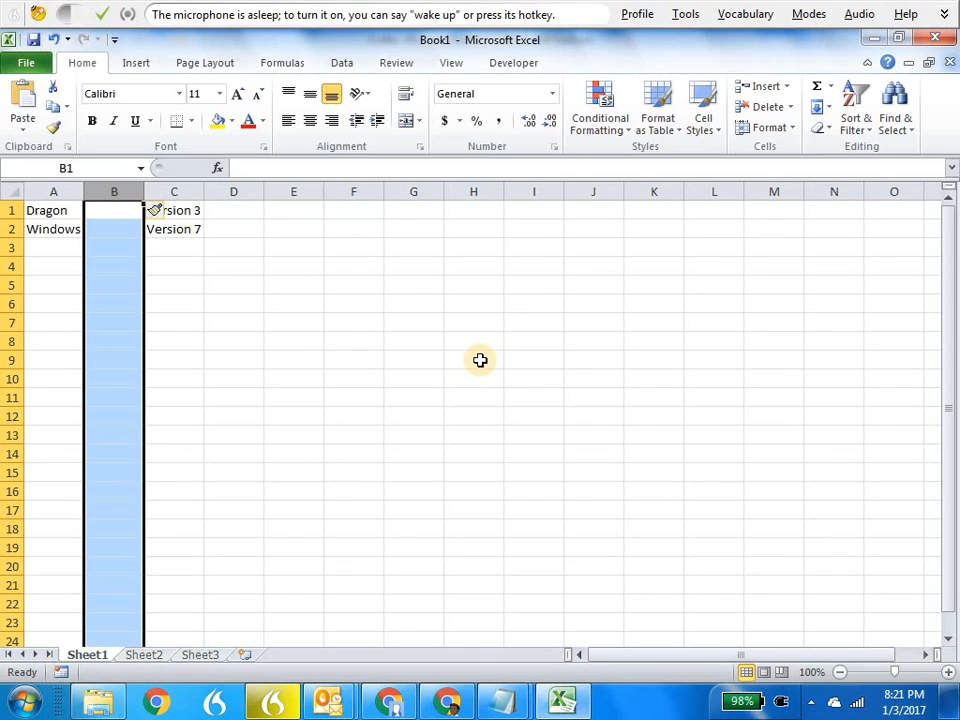 The microphone is asleep; to turn it on, you can say "wake up" or press its hotkey.
Profile Tools Vocabulary Modes Audio Help
Book1 - Microsoft Excel
File Home Insert Page Layout Formulas Data Review View Developer
Paste Calibri 11 General Conditional Formatting Format as Table Cell Styles Insert Delete Format Sort & Filter Find & Select
B I U $ % ,
Clipboard Font Alignment Number Styles Cells Editing
B1 fx
A B C D E F G H I J K L M N O
1 Dragon rsion 3
2 Windows Version 7
3
4
5
6
7
8
9
10
11
12
13
14
15
16
17
18
19
20
21
22
23
24
Sheet1 Sheet2 Sheet3
Ready 100%
98% 8:21 PM
1/3/2017